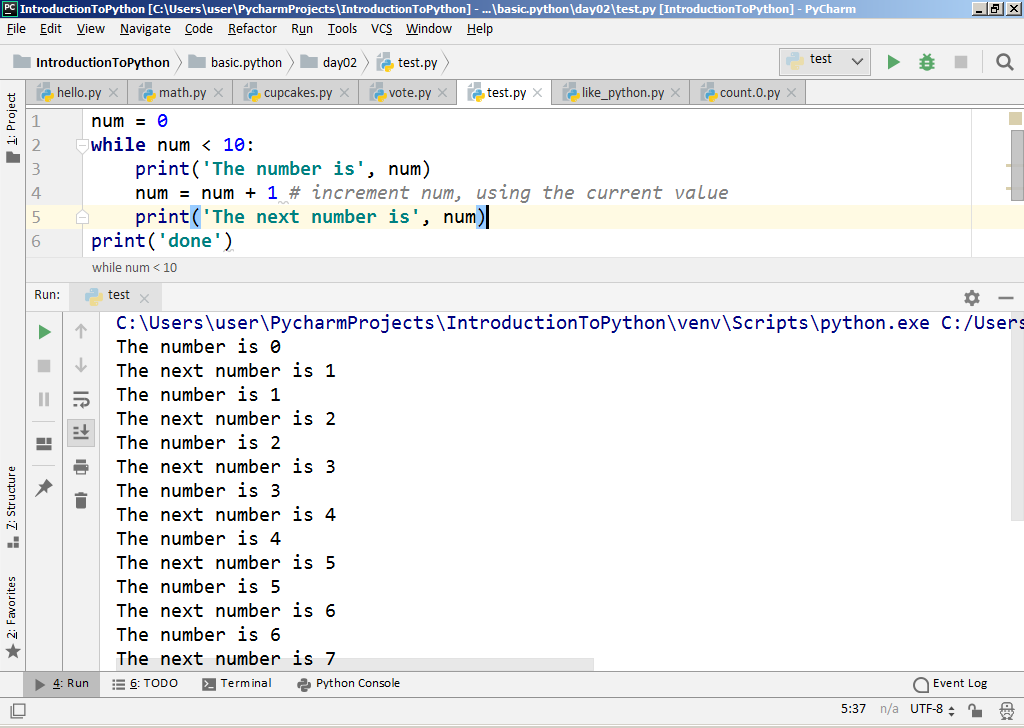 IntroductionToPython [C:\Users\user\PycharmProjects\IntroductionToPython] - ...\basic.python\day02\test.py [IntroductionToPython] - PyCharm
File Edit View Navigate Code Refactor Run Tools VCS Window Help
IntroductionToPython basic.python day02 test.py test
hello.py math.py cupcakes.py vote.py test.py like_python.py count.0.py
1: Project
1 num = 0
2 while num < 10:
3 print('The number is', num)
4 num = num + 1 # increment num, using the current value
5 print('The next number is', num)
6 print('done')
while num < 10
Run: test
C:\Users\user\PycharmProjects\IntroductionToPython\venv\Scripts\python.exe C:/Users
The number is 0
The next number is 1
The number is 1
The next number is 2
The number is 2
The next number is 3
The number is 3
The next number is 4
The number is 4
The next number is 5
The number is 5
The next number is 6
The number is 6
The next number is 7
7: Structure
2: Favorites
4: Run 6: TODO Terminal Python Console Event Log
5:37 n/a UTF-8